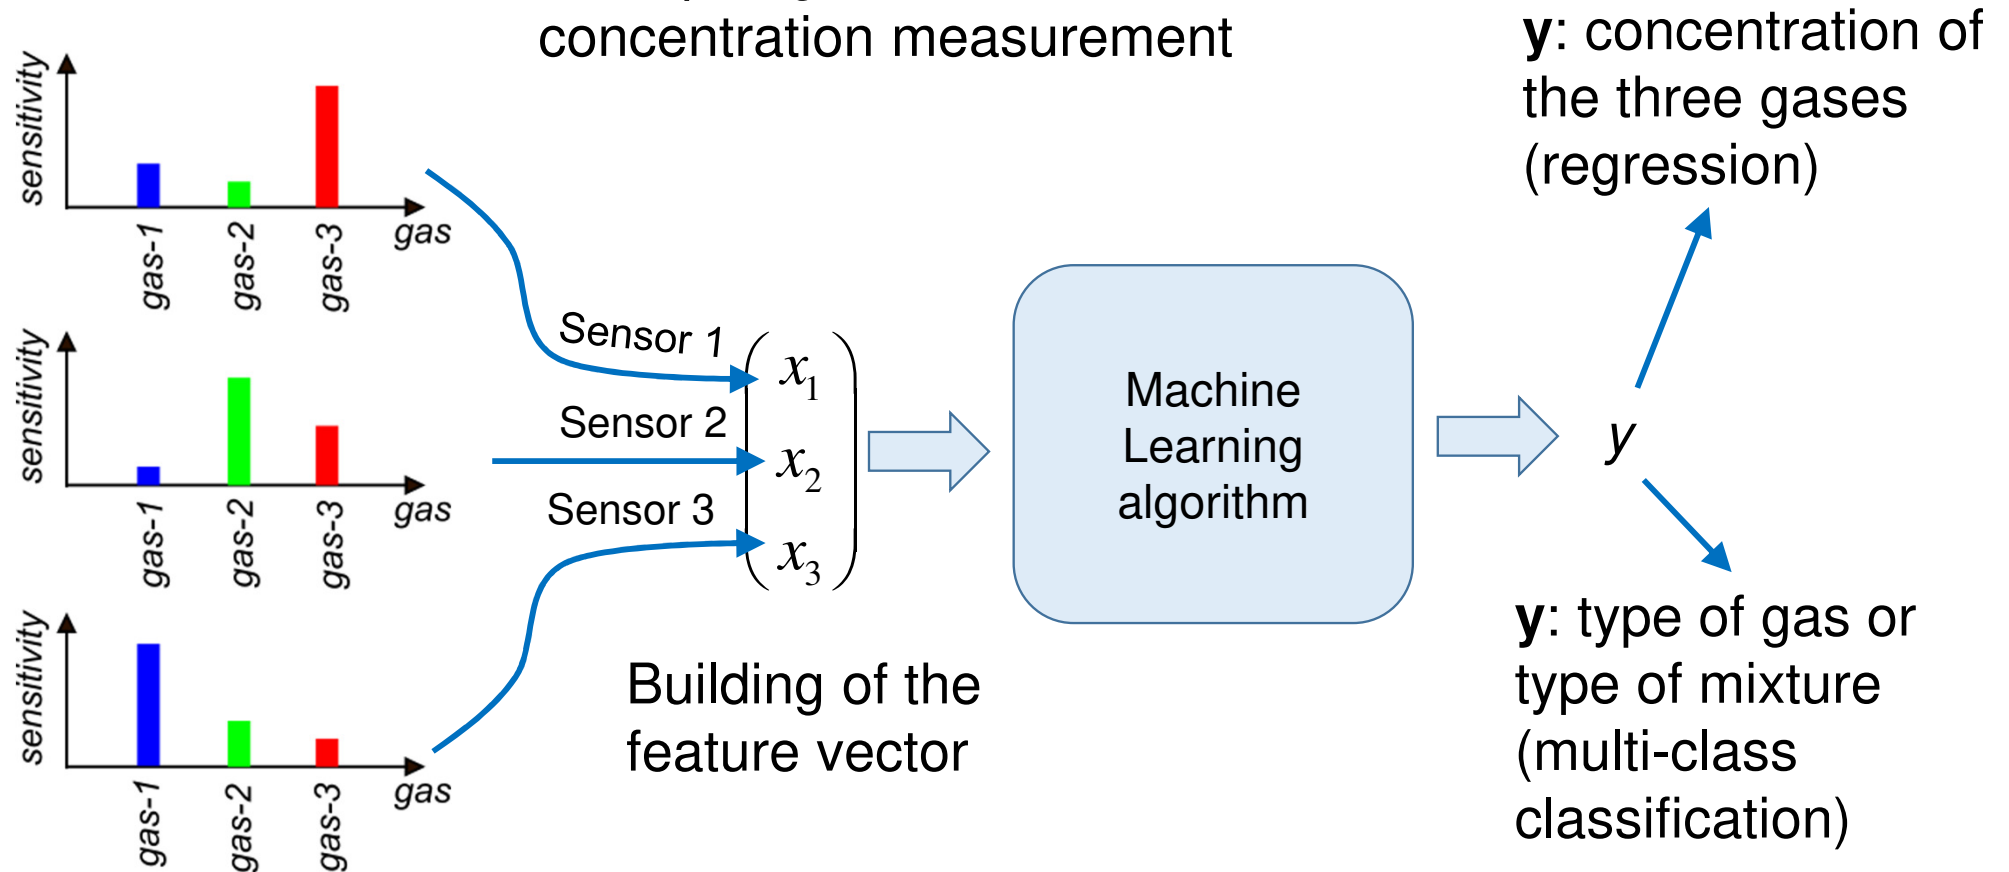 concentration measurement
y: concentration of
the three gases
(regression)
sensitivity
gas-1
gas-2
gas-3
gas
sensitivity
gas-1
gas-2
gas-3
gas
sensitivity
gas-1
gas-2
gas-3
gas
Sensor 1
Sensor 2
Sensor 3
x1
x2
x3
Building of the
feature vector
Machine
Learning
algorithm
y
y: type of gas or
type of mixture
(multi-class
classification)